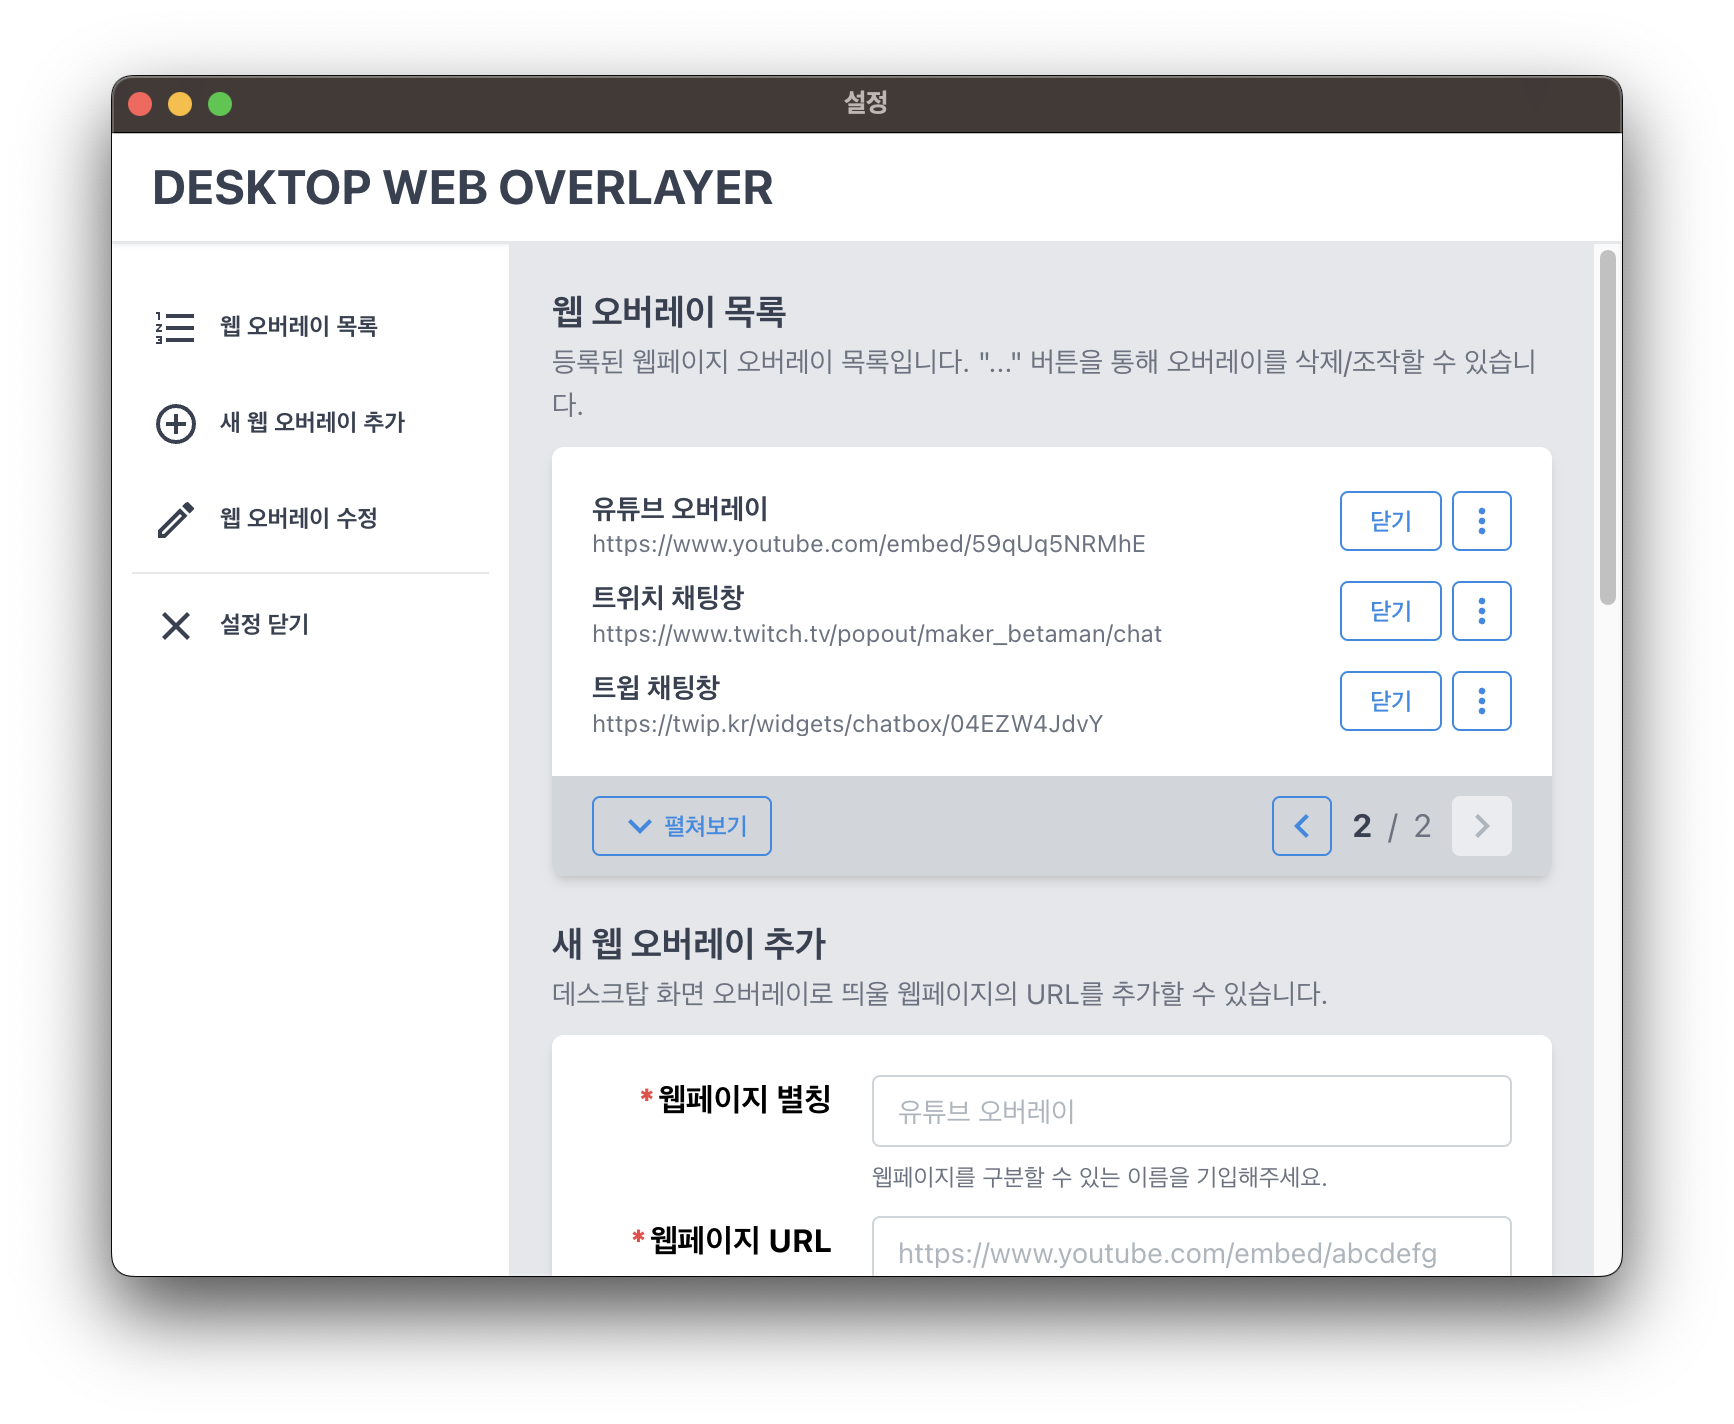 설정
DESKTOP WEB OVERLAYER
웹 오버레이 목록
새 웹 오버레이 추가
웹 오버레이 수정
설정 닫기
웹 오버레이 목록
등록된 웹페이지 오버레이 목록입니다. "..." 버튼을 통해 오버레이를 삭제/조작할 수 있습니
다.
유튜브 오버레이
https://www.youtube.com/embed/59qUq5NRMhE
닫기
트위치 채팅창
https://www.twitch.tv/popout/maker_betaman/chat
닫기
트윕 채팅창
https://twip.kr/widgets/chatbox/04EZW4JdvY
닫기
펼쳐보기
2 / 2
새 웹 오버레이 추가
데스크탑 화면 오버레이로 띄울 웹페이지의 URL를 추가할 수 있습니다.
*웹페이지 별칭
유튜브 오버레이
웹페이지를 구분할 수 있는 이름을 기입해주세요.
*웹페이지 URL
https://www.youtube.com/embed/abcdefg